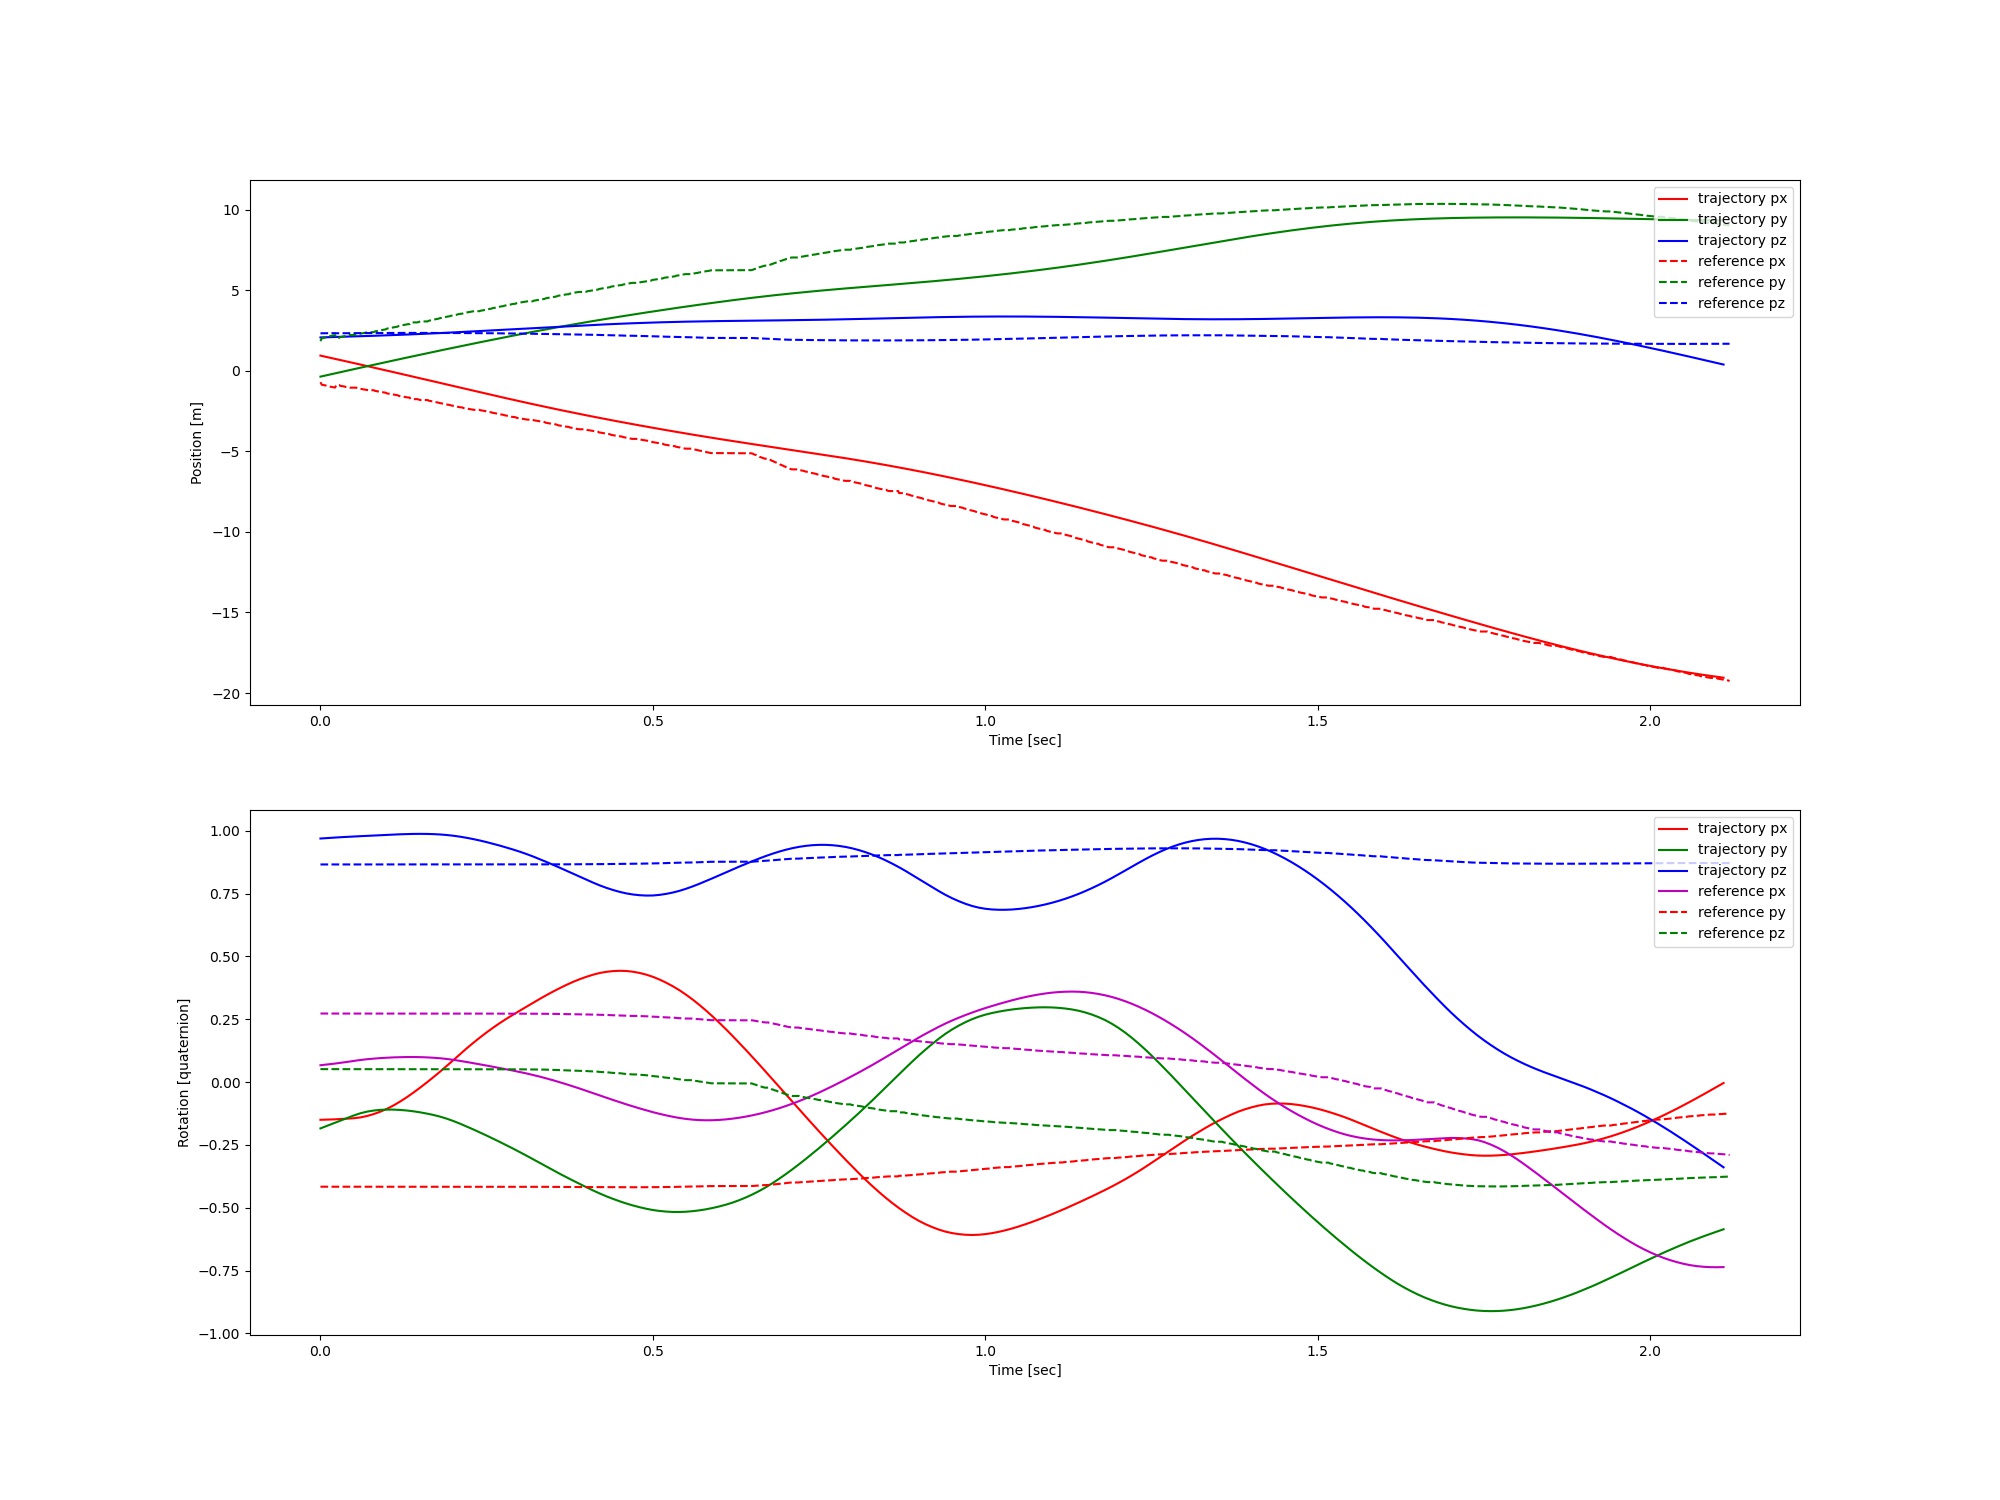 10
5
0
−5
−10
−15
−20
Position [m]
trajectory px
trajectory py
trajectory pz
reference px
reference py
reference pz
0.0
0.5
1.0
1.5
2.0
Time [sec]
1.00
0.75
0.50
0.25
0.00
−0.25
−0.50
−0.75
−1.00
Rotation [quaternion]
trajectory px
trajectory py
trajectory pz
reference px
reference py
reference pz
0.0
0.5
1.0
1.5
2.0
Time [sec]